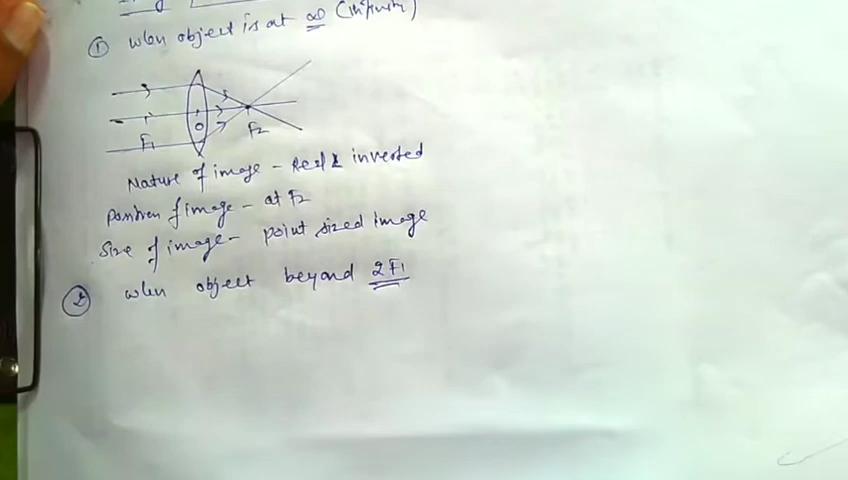 ① when object is at ∞ (infinity)
F1
O
F2
Nature of image - Real & inverted
Position of image - at F2
Size of image - point sized image
② when object beyond 2F1